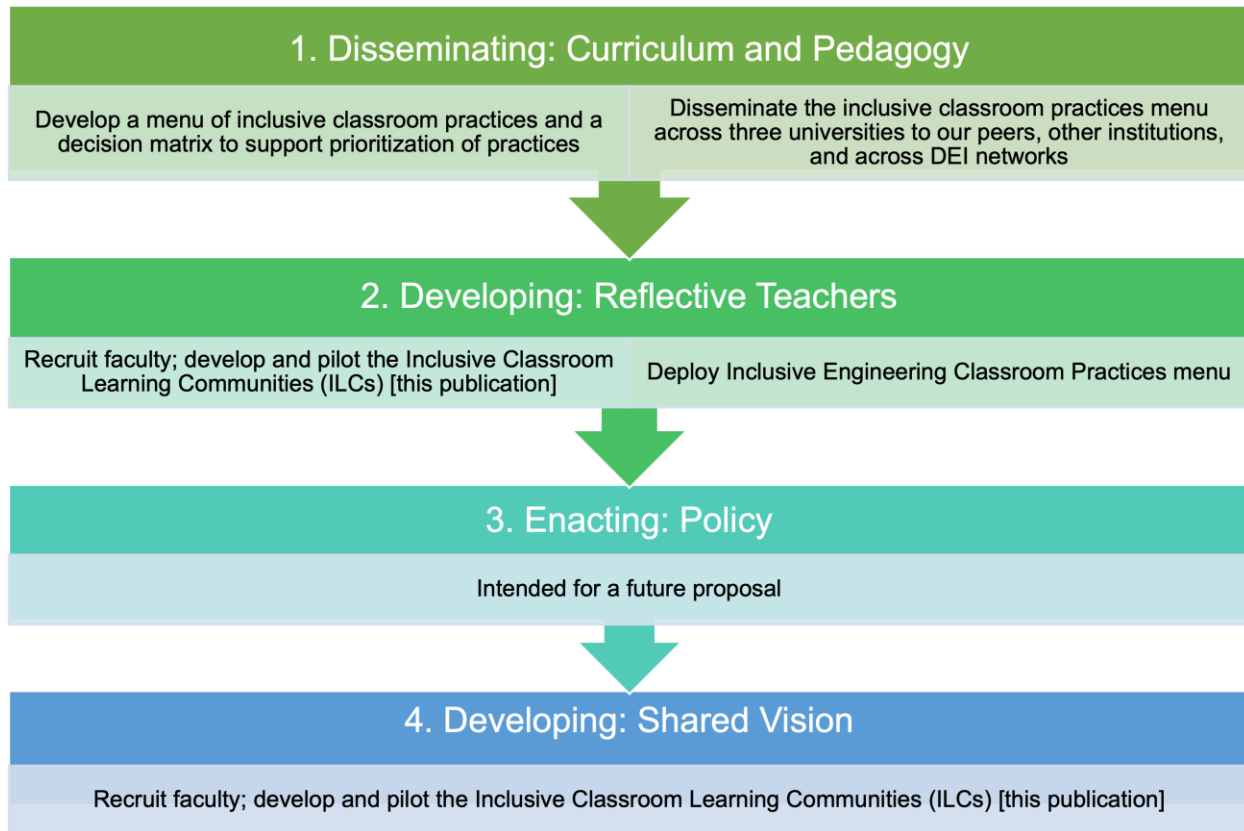 1. Disseminating: Curriculum and Pedagogy
Develop a menu of inclusive classroom practices and a
decision matrix to support prioritization of practices
Disseminate the inclusive classroom practices menu
across three universities to our peers, other institutions,
and across DEI networks
2. Developing: Reflective Teachers
Recruit faculty; develop and pilot the Inclusive Classroom
Learning Communities (ILCs) [this publication]
Deploy Inclusive Engineering Classroom Practices menu
3. Enacting: Policy
Intended for a future proposal
4. Developing: Shared Vision
Recruit faculty; develop and pilot the Inclusive Classroom Learning Communities (ILCs) [this publication]